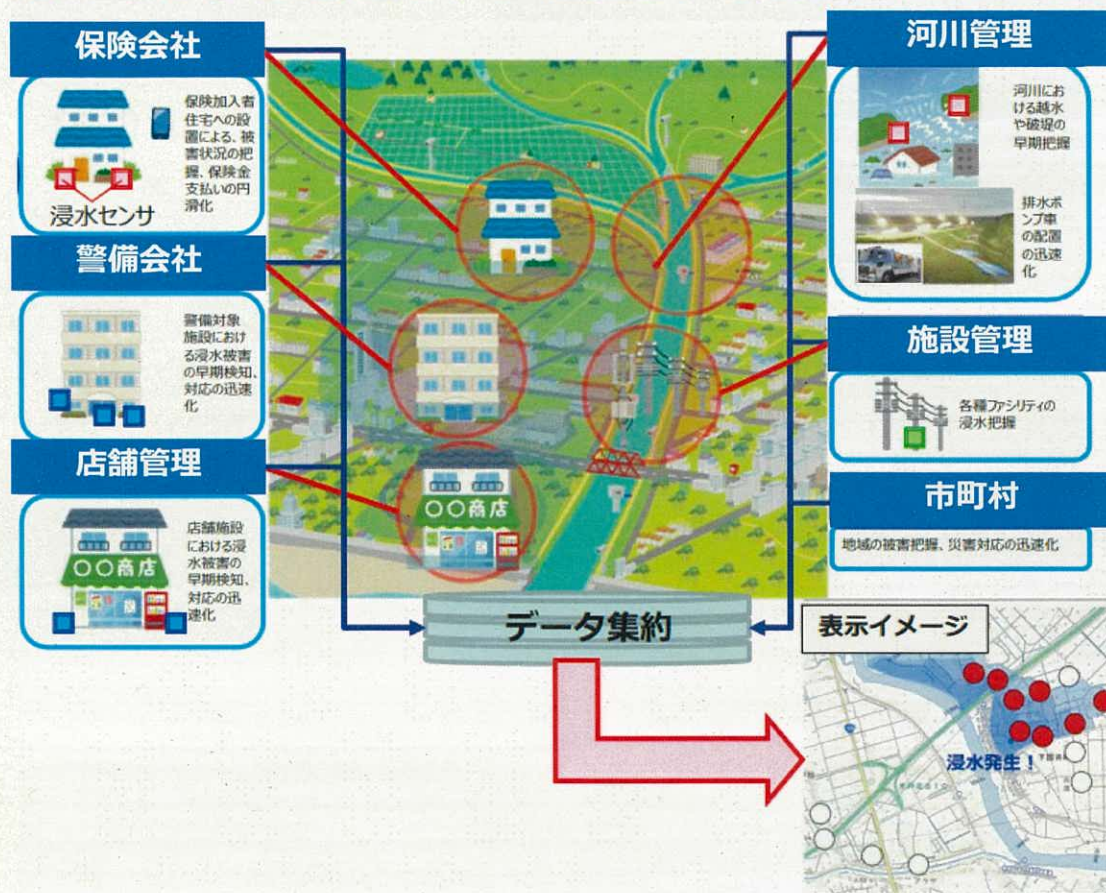 保険会社
保険加入者
住宅への設
置による、被
害状況の把
握、保険金
支払いの円
滑化
浸水センサ
警備会社
警備対象
施設におけ
る浸水被害
の早期検知、
対応の迅速
化
店舗管理
店舗施設
における浸
水被害の
早期検知、
対応の迅
速化
〇〇商店
〇〇商店
河川管理
河川にお
ける越水
や破堤の
早期把握
排水ポ
ンプ車
の配置
の迅速
化
施設管理
各種ファシリティの
浸水把握
市町村
地域の被害把握、災害対応の迅速化
データ集約
表示イメージ
浸水発生！